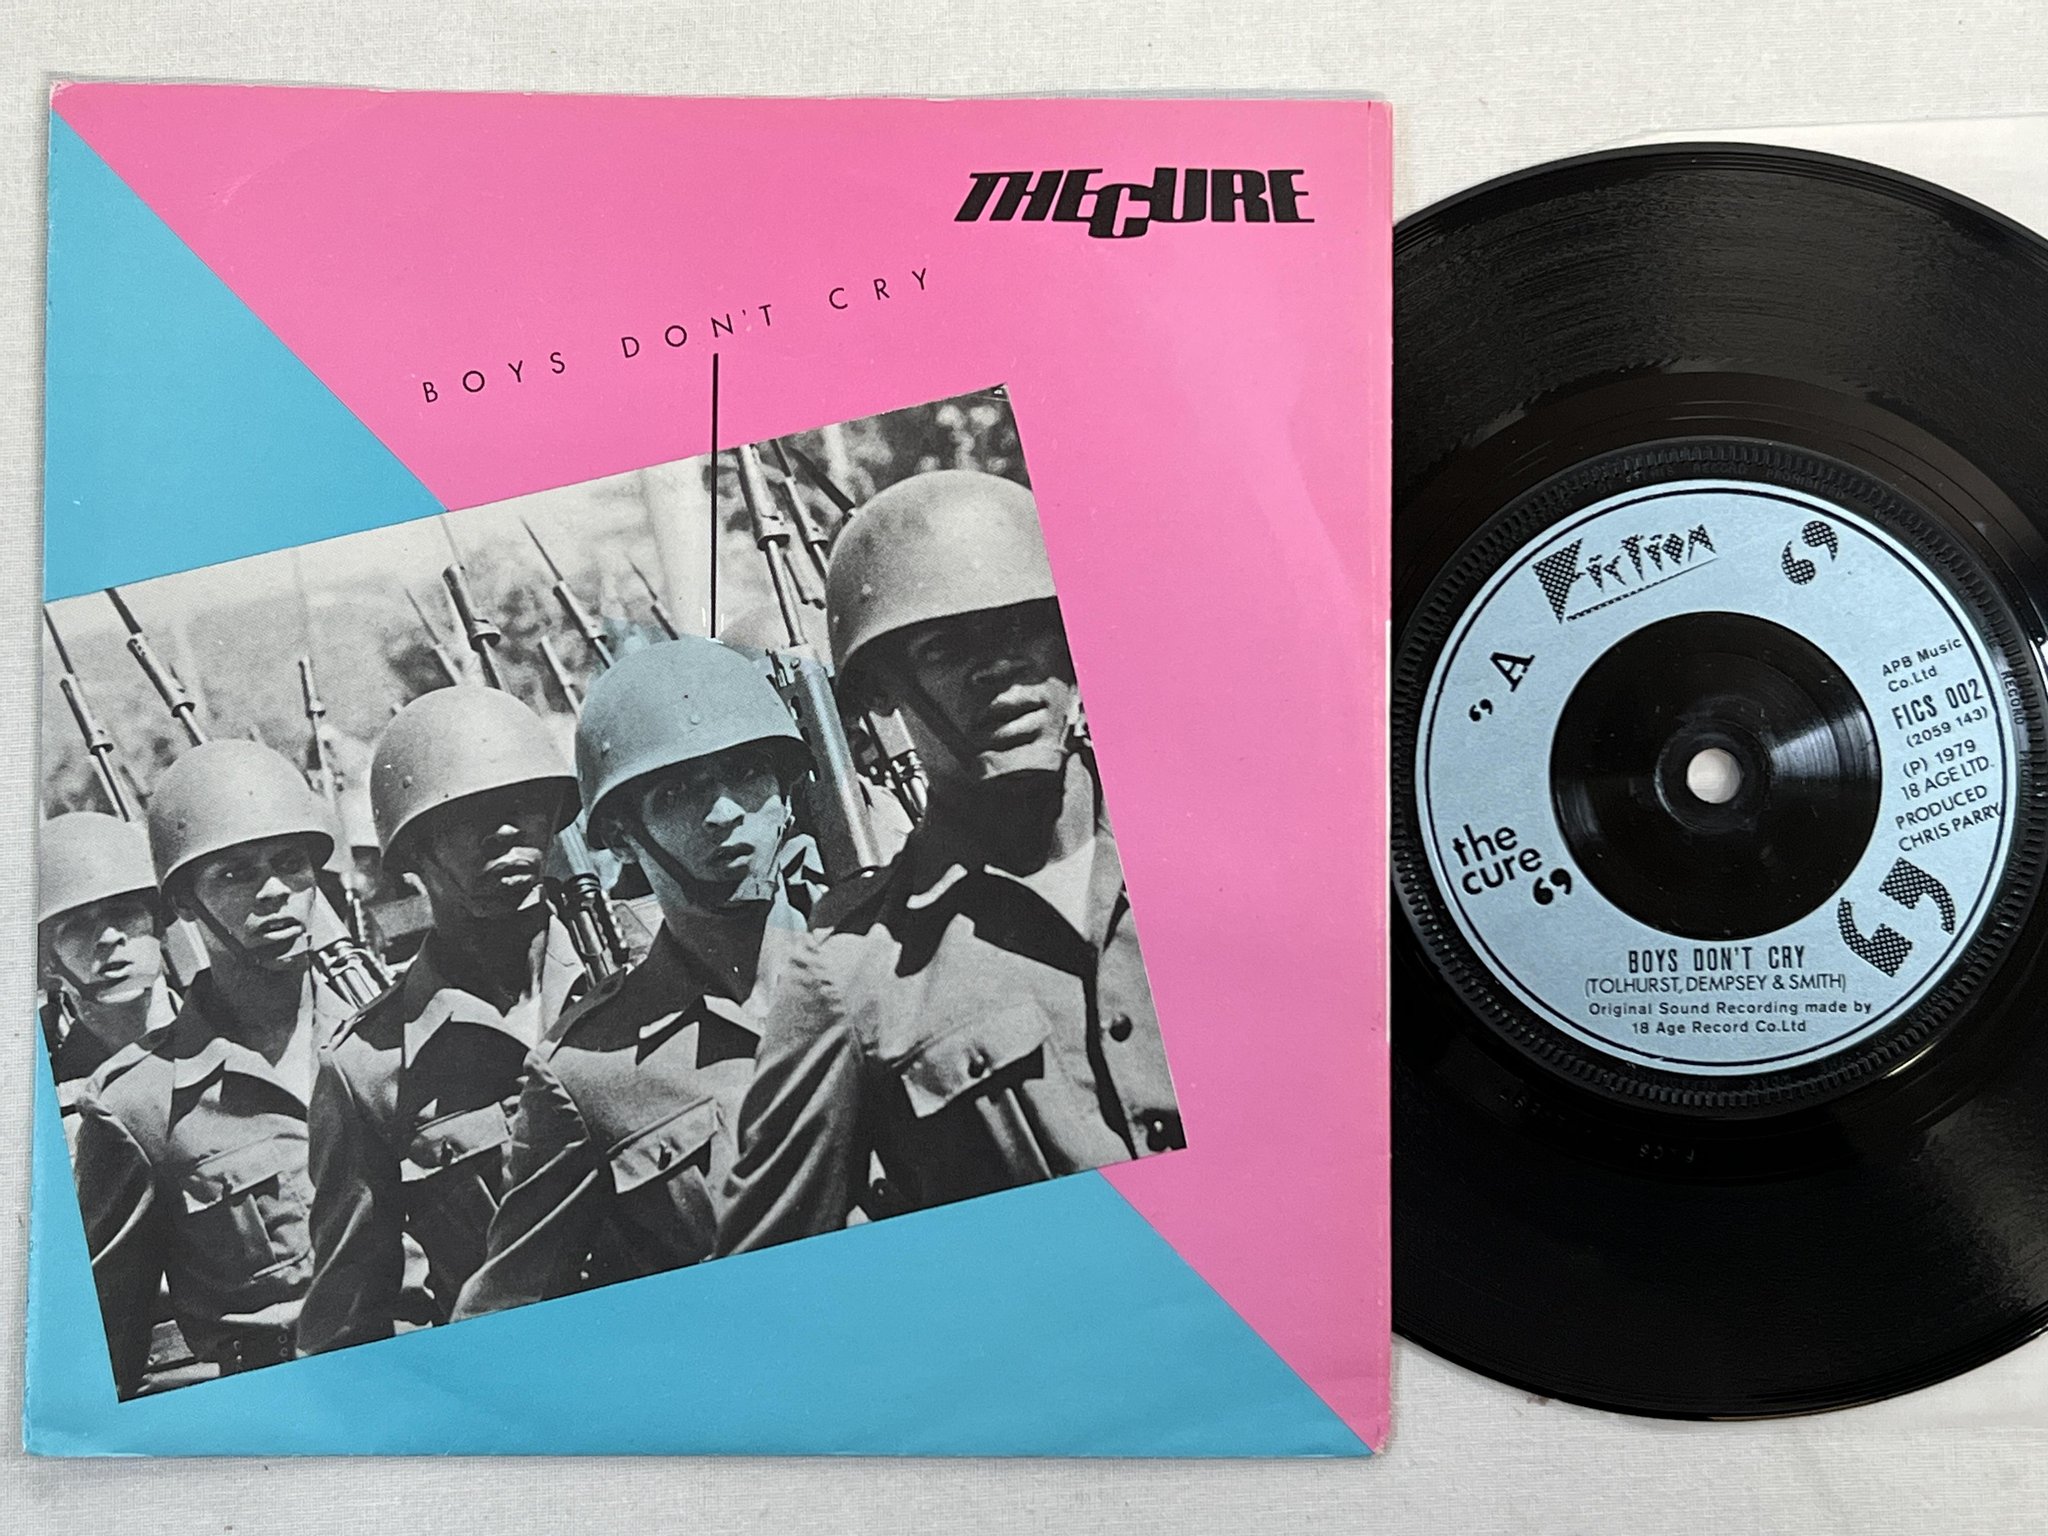 THE CURE
BOYS DON'T CRY
Fiction
"A
APB Music
Co.Ltd
FICS 002
(2059 143)
(P) 1979
18 AGE LTD.
PRODUCED
CHRIS PARRY
the
cure
BOYS DON'T CRY
(TOLHURST, DEMPSEY & SMITH)
Original Sound Recording made by
18 Age Record Co.Ltd
RECORD